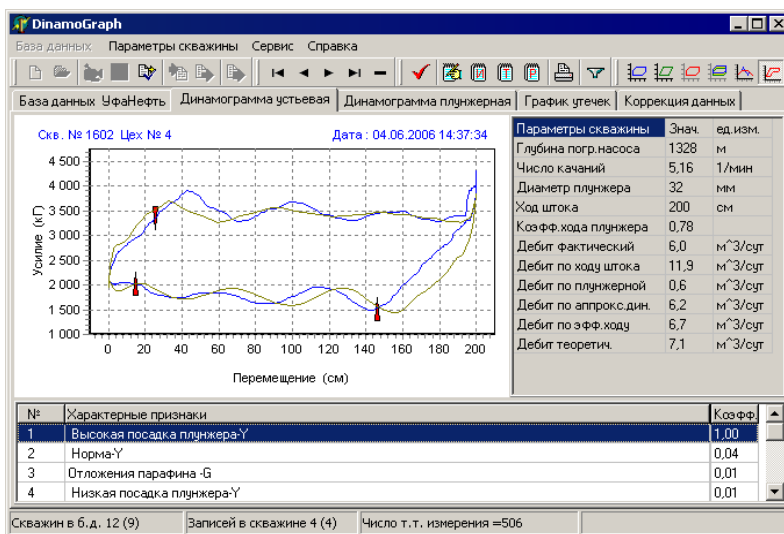 DinamoGraph
База данных Параметры скважины Сервис Справка
База данных УфаНефть Динамограмма устьевая Динамограмма плунжерная График утечек Коррекция данных
Скв. № 1602 Цех № 4 Дата : 04.06.2006 14:37:34
4 500
4 000
3 500
3 000
2 500
2 000
1 500
1 000
Усилие (кГ)
0 20 40 60 80 100 120 140 160 180 200
Перемещение (см)
Параметры скважины Знач. ед.изм.
Глубина погр.насоса 1328 м
Число качаний 5,16 1/мин
Диаметр плунжера 32 мм
Ход штока 200 см
Коэфф.хода плунжера 0,78
Дебит фактический 6,0 м^3/сут
Дебит по ходу штока 11,9 м^3/сут
Дебит по плунжерной 0,6 м^3/сут
Дебит по аппрокс.дин. 6,2 м^3/сут
Дебит по эфф.ходу 6,7 м^3/сут
Дебит теоретич. 7,1 м^3/сут
№ Характерные признаки Коэфф.
1 Высокая посадка плунжера-Y 1,00
2 Норма-Y 0,04
3 Отложения парафина -G 0,01
4 Низкая посадка плунжера-Y 0,01
Скважин в б.д. 12 (9) Записей в скважине 4 (4) Число т.т. измерения =506